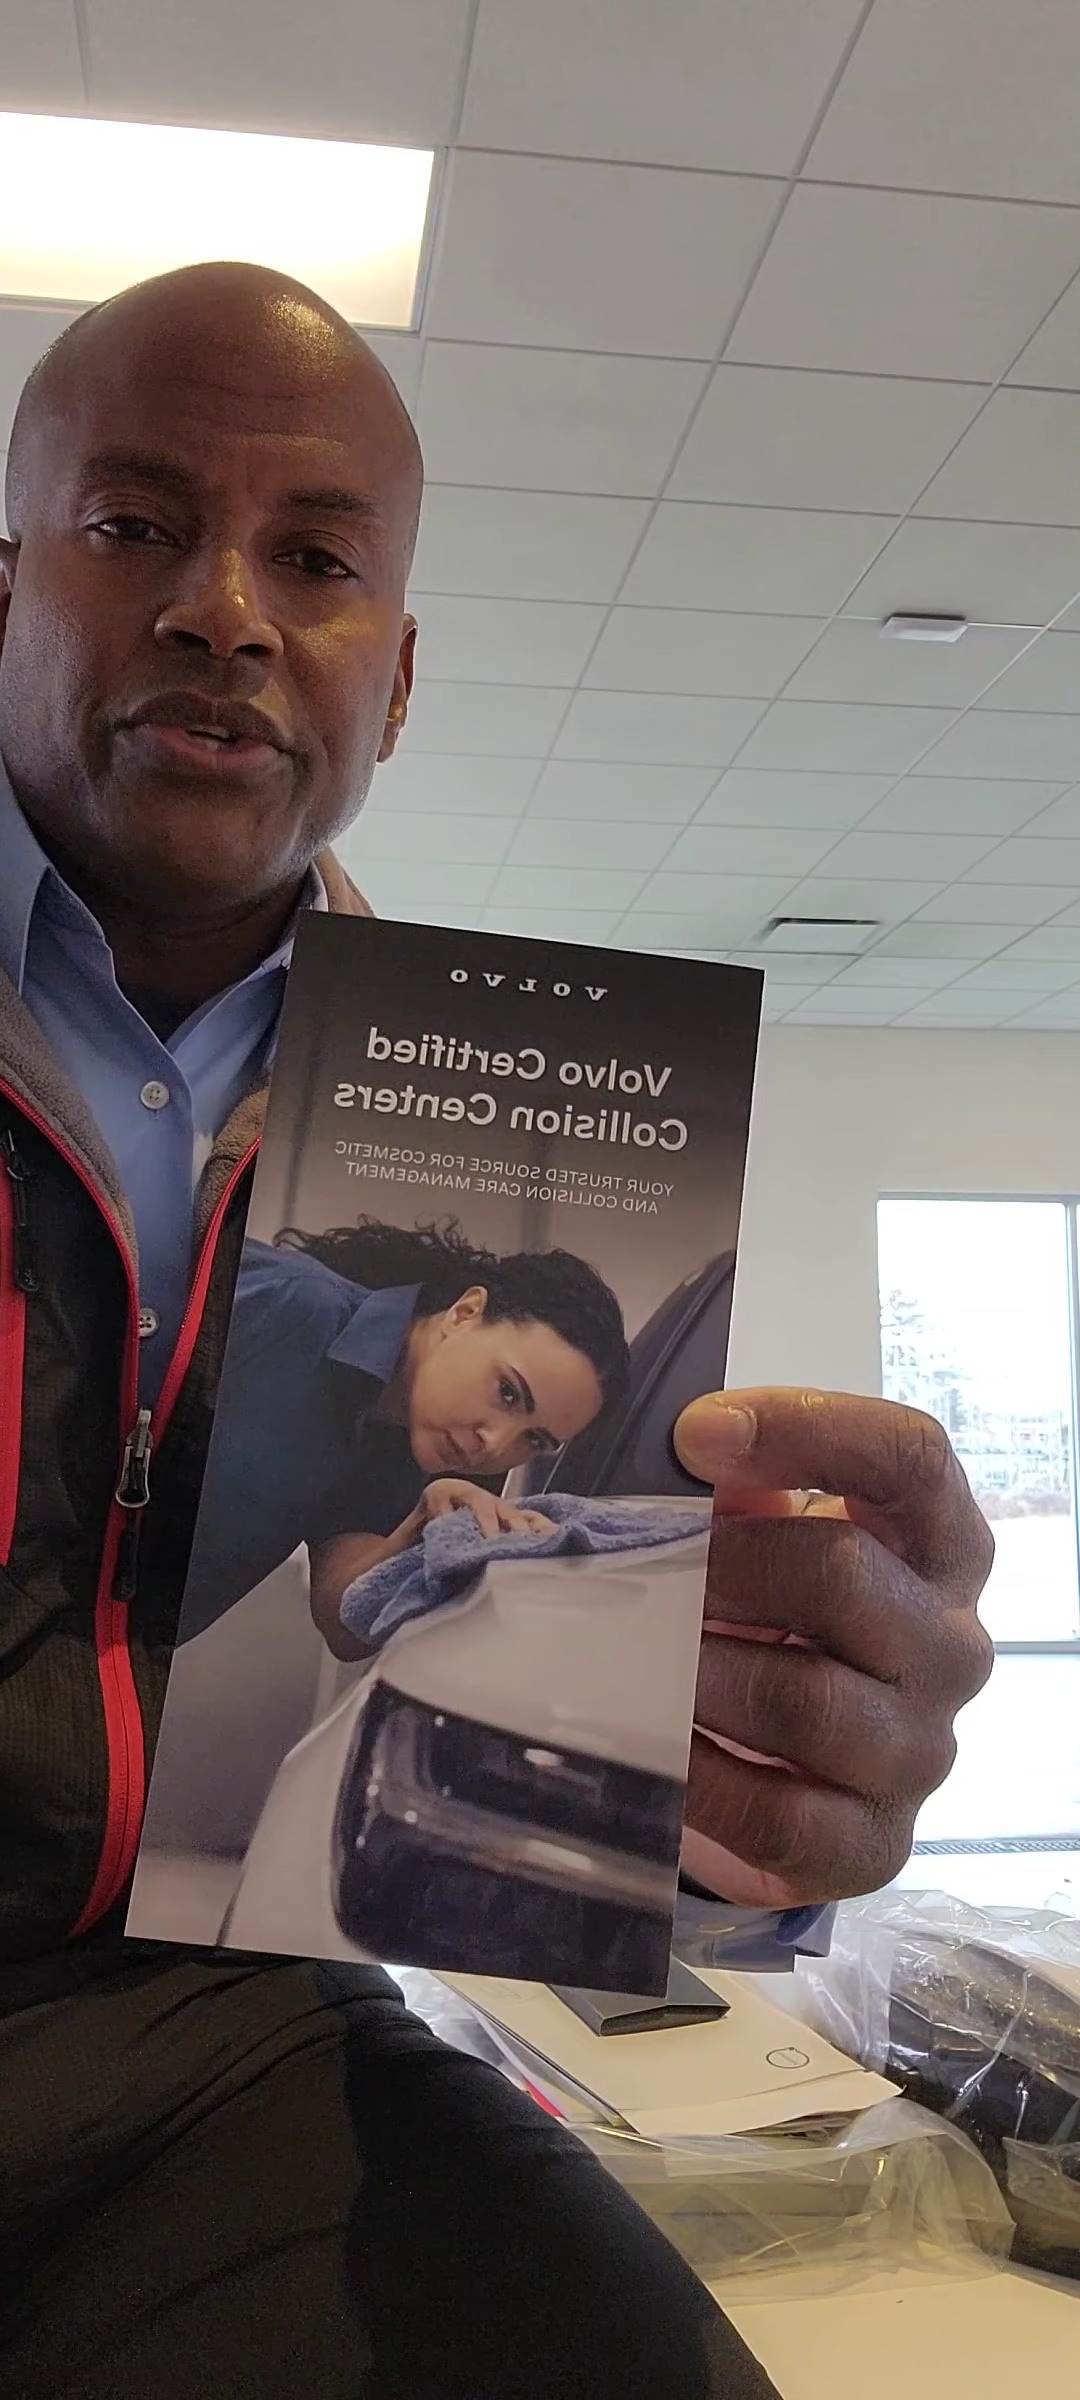 VOLVO
Volvo Certified
Collision Centers
YOUR TRUSTED SOURCE FOR COSMETIC
AND COLLISION CARE MANAGEMENT